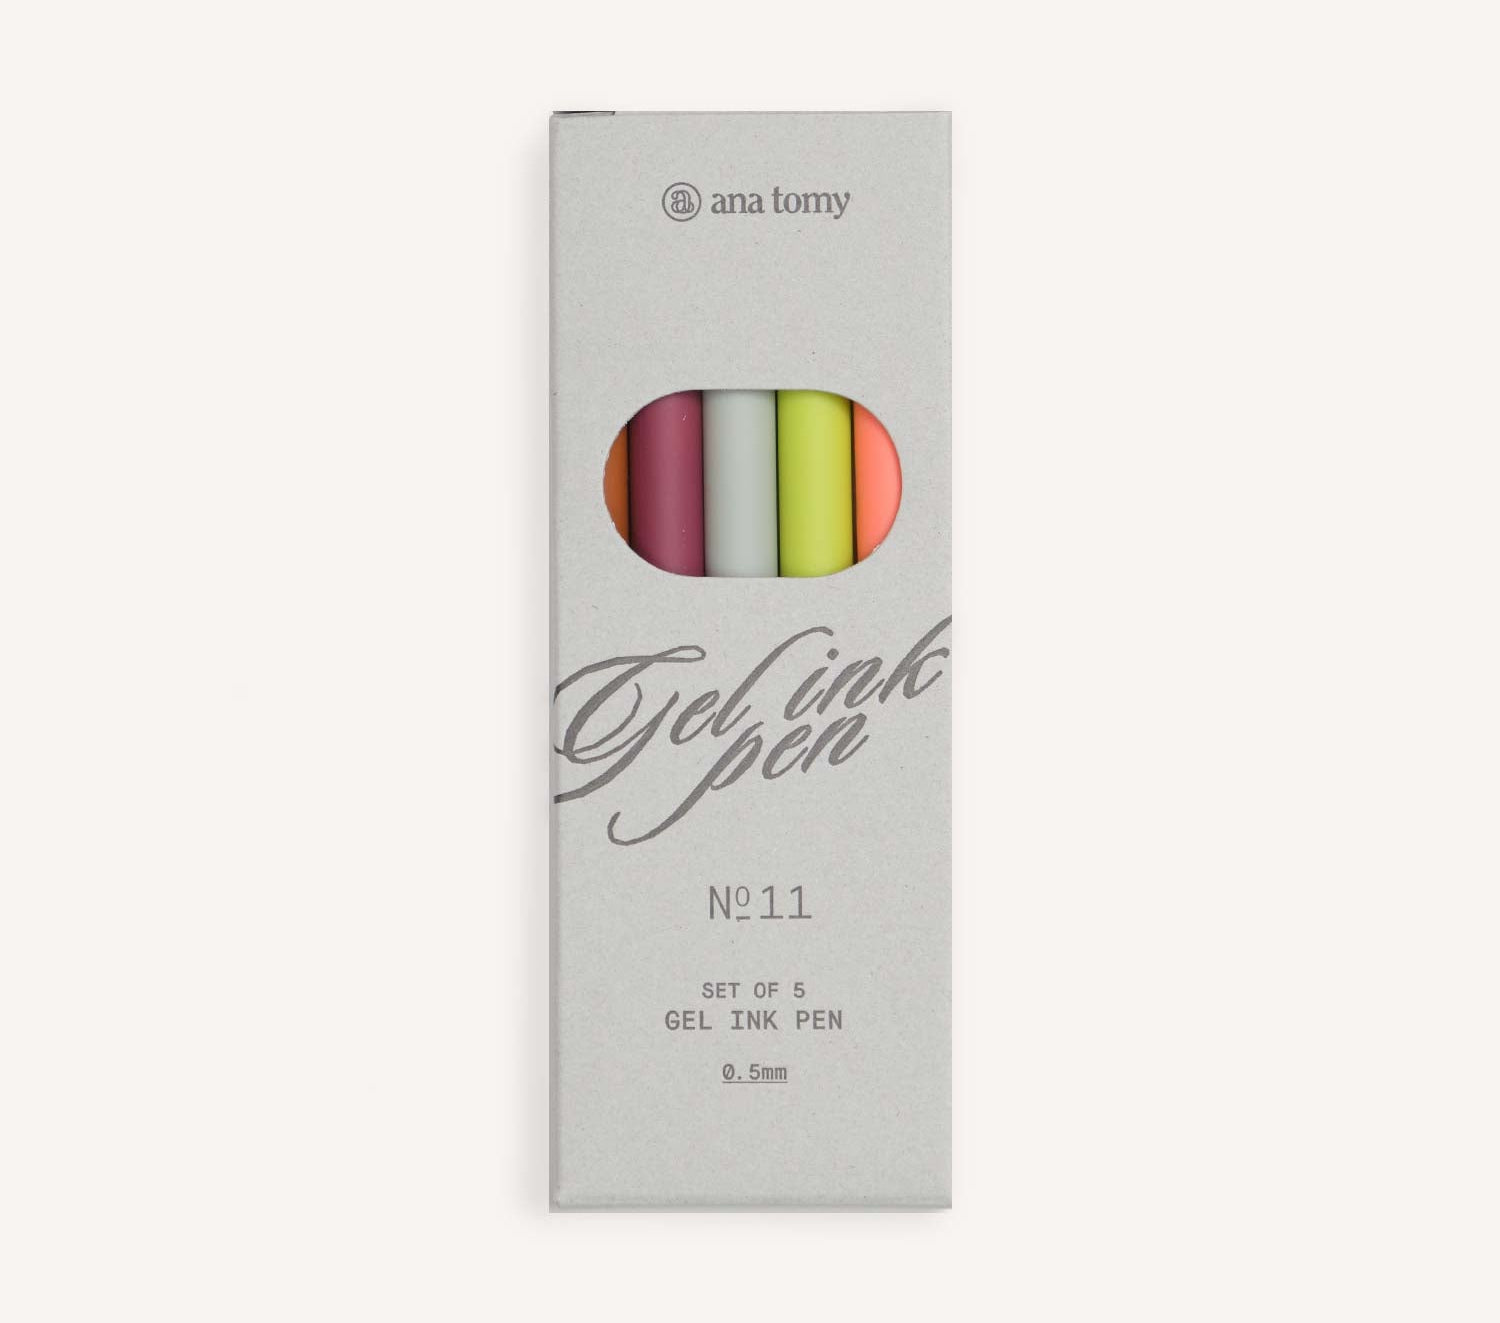 a ana tomy
Gel ink
pen
Nº11
SET OF 5
GEL INK PEN
0.5mm